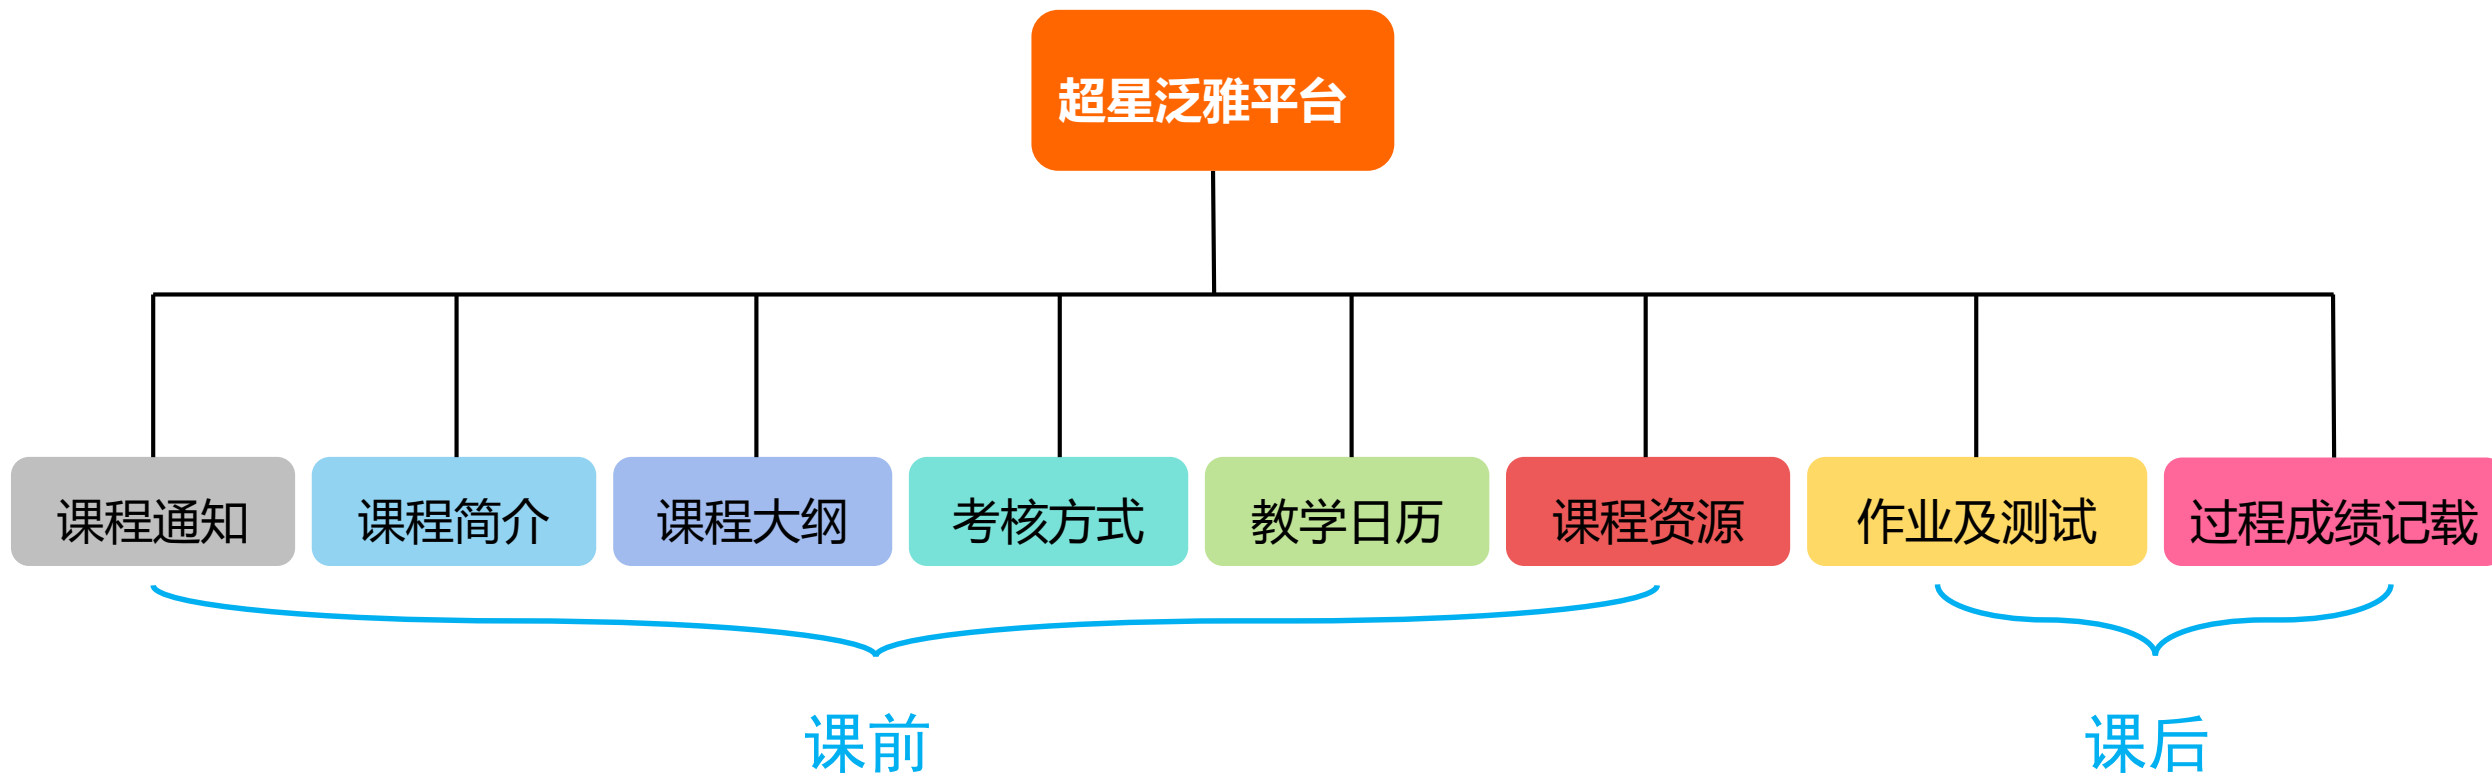 超星泛雅平台
课程通知
课程简介
课程大纲
考核方式
教学日历
课程资源
作业及测试
过程成绩记载
课前
课后